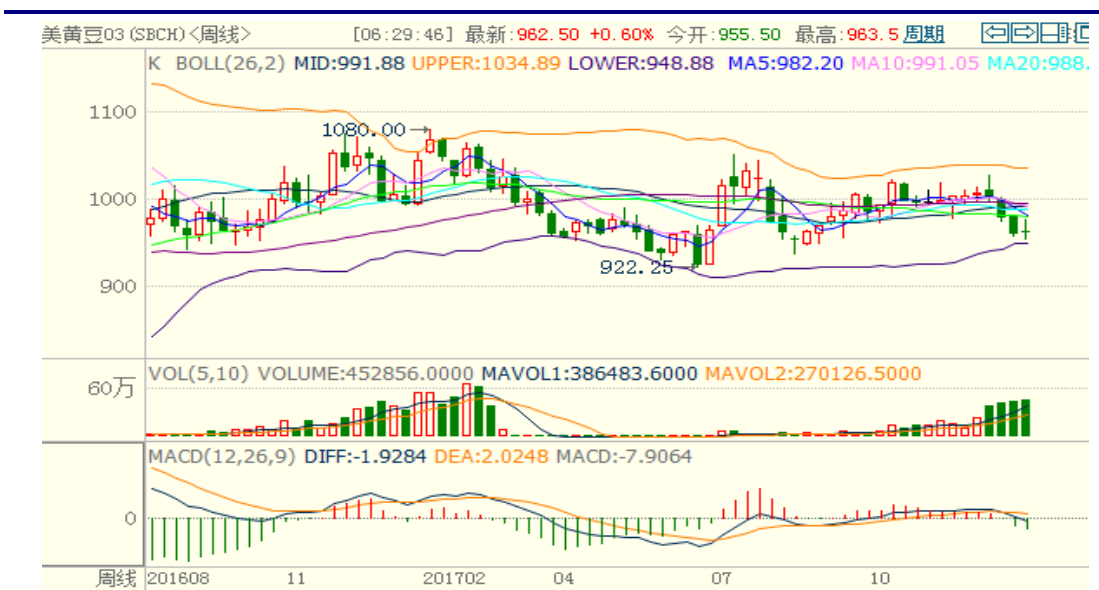 美黄豆03(SBCH)<周线> [06:29:46] 最新:962.50 +0.60% 今开:955.50 最高:963.5 周期
K BOLL(26,2) MID:991.88 UPPER:1034.89 LOWER:948.88 MA5:982.20 MA10:991.05 MA20:988.
1100
1080.00
1000
922.25
900
VOL(5,10) VOLUME:452856.0000 MAVOL1:386483.6000 MAVOL2:270126.5000
60万
MACD(12,26,9) DIFF:-1.9284 DEA:2.0248 MACD:-7.9064
0
周线 201608 11 201702 04 07 10